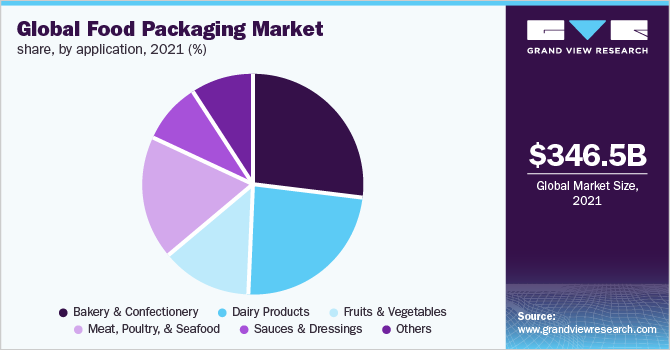 Global Food Packaging Market
share, by application, 2021 (%)
GRAND VIEW RESEARCH
$346.5B
Global Market Size,
2021
Bakery & Confectionery
Dairy Products
Fruits & Vegetables
Meat, Poultry, & Seafood
Sauces & Dressings
Others
Source:
www.grandviewresearch.com